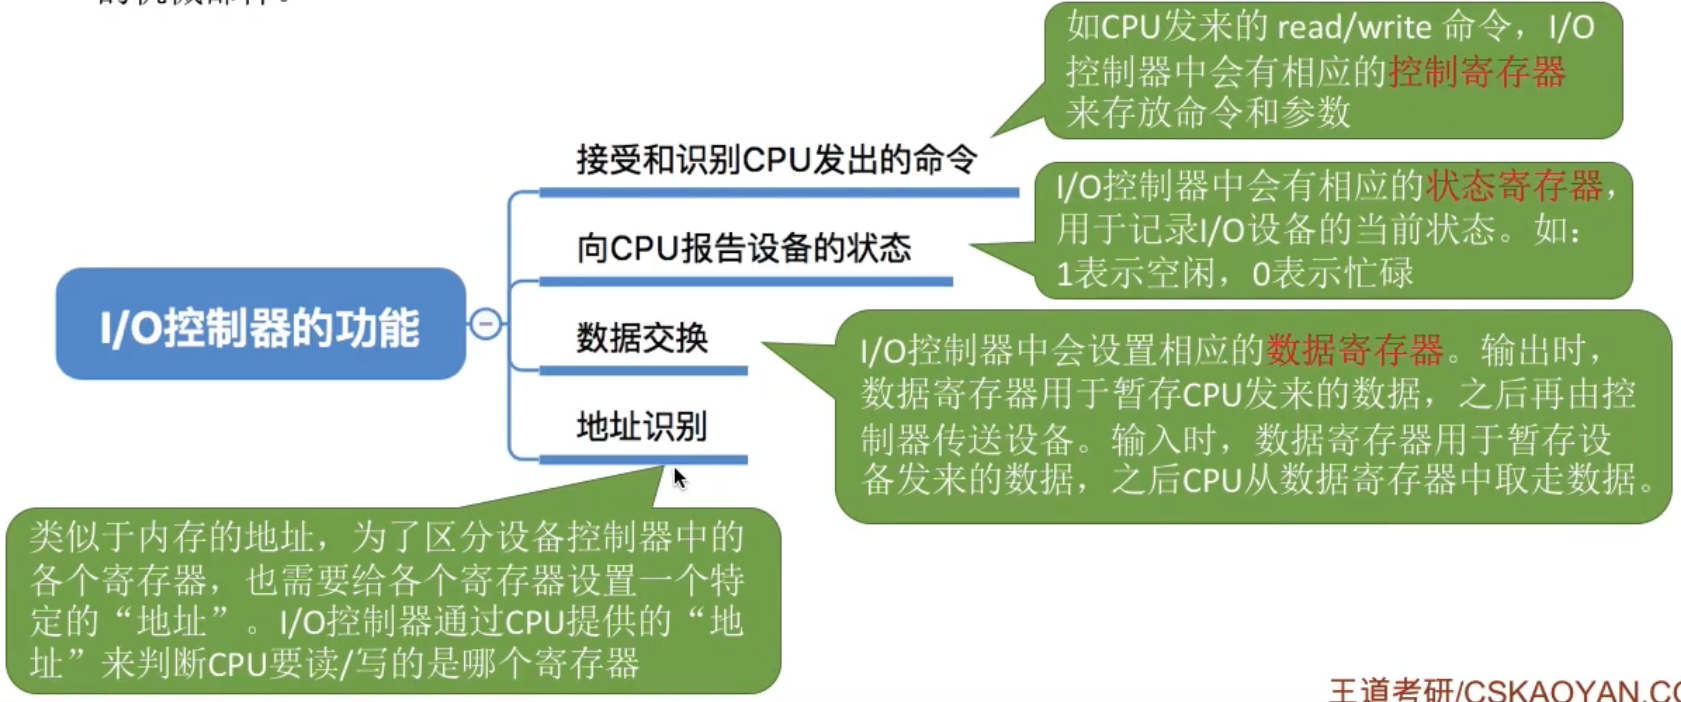 的机械部件。
如CPU发来的 read/write 命令，I/O
控制器中会有相应的控制寄存器
来存放命令和参数
接受和识别CPU发出的命令
I/O控制器中会有相应的状态寄存器，
用于记录I/O设备的当前状态。如：
1表示空闲，0表示忙碌
向CPU报告设备的状态
I/O控制器的功能
数据交换
I/O控制器中会设置相应的数据寄存器。输出时，
数据寄存器用于暂存CPU发来的数据，之后再由控
制器传送设备。输入时，数据寄存器用于暂存设
备发来的数据，之后CPU从数据寄存器中取走数据。
地址识别
类似于内存的地址，为了区分设备控制器中的
各个寄存器，也需要给各个寄存器设置一个特
定的“地址”。I/O控制器通过CPU提供的“地
址”来判断CPU要读/写的是哪个寄存器
王道考研/CSKAOYAN.CO